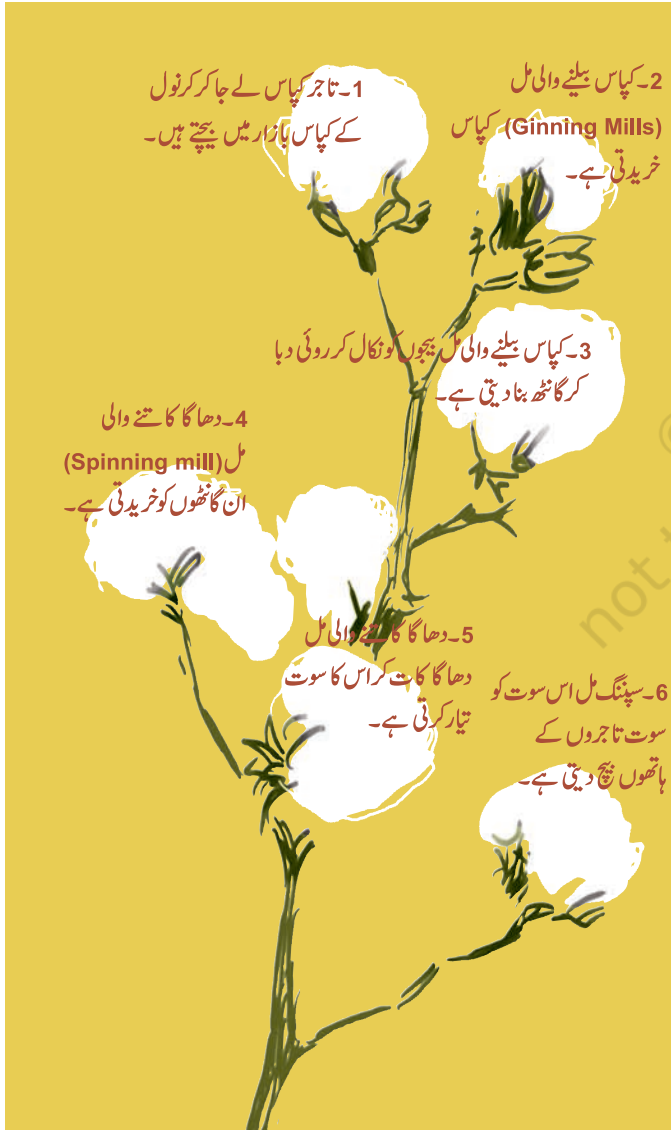 1۔تاجر کپاس لے جا کر کرنول
کے کپاس بازار میں بیچتے ہیں۔
2۔کپاس بیلنے والی مل
(Ginning Mills) کپاس
خریدتی ہے۔
3۔کپاس بیلنے والی مل بیجوں کو نکال کر روئی دبا
کر گانٹھ بنا دیتی ہے۔
4۔دھاگا کاتنے والی
مل(Spinning mill)
ان گانٹھوں کو خریدتی ہے۔
5۔دھاگا کاتنے والی مل
دھاگا کات کر اس کا سوت
تیار کرتی ہے۔
6۔سپننگ مل اس سوت کو
سوت تاجروں کے
ہاتھوں بیچ دیتی ہے۔
not